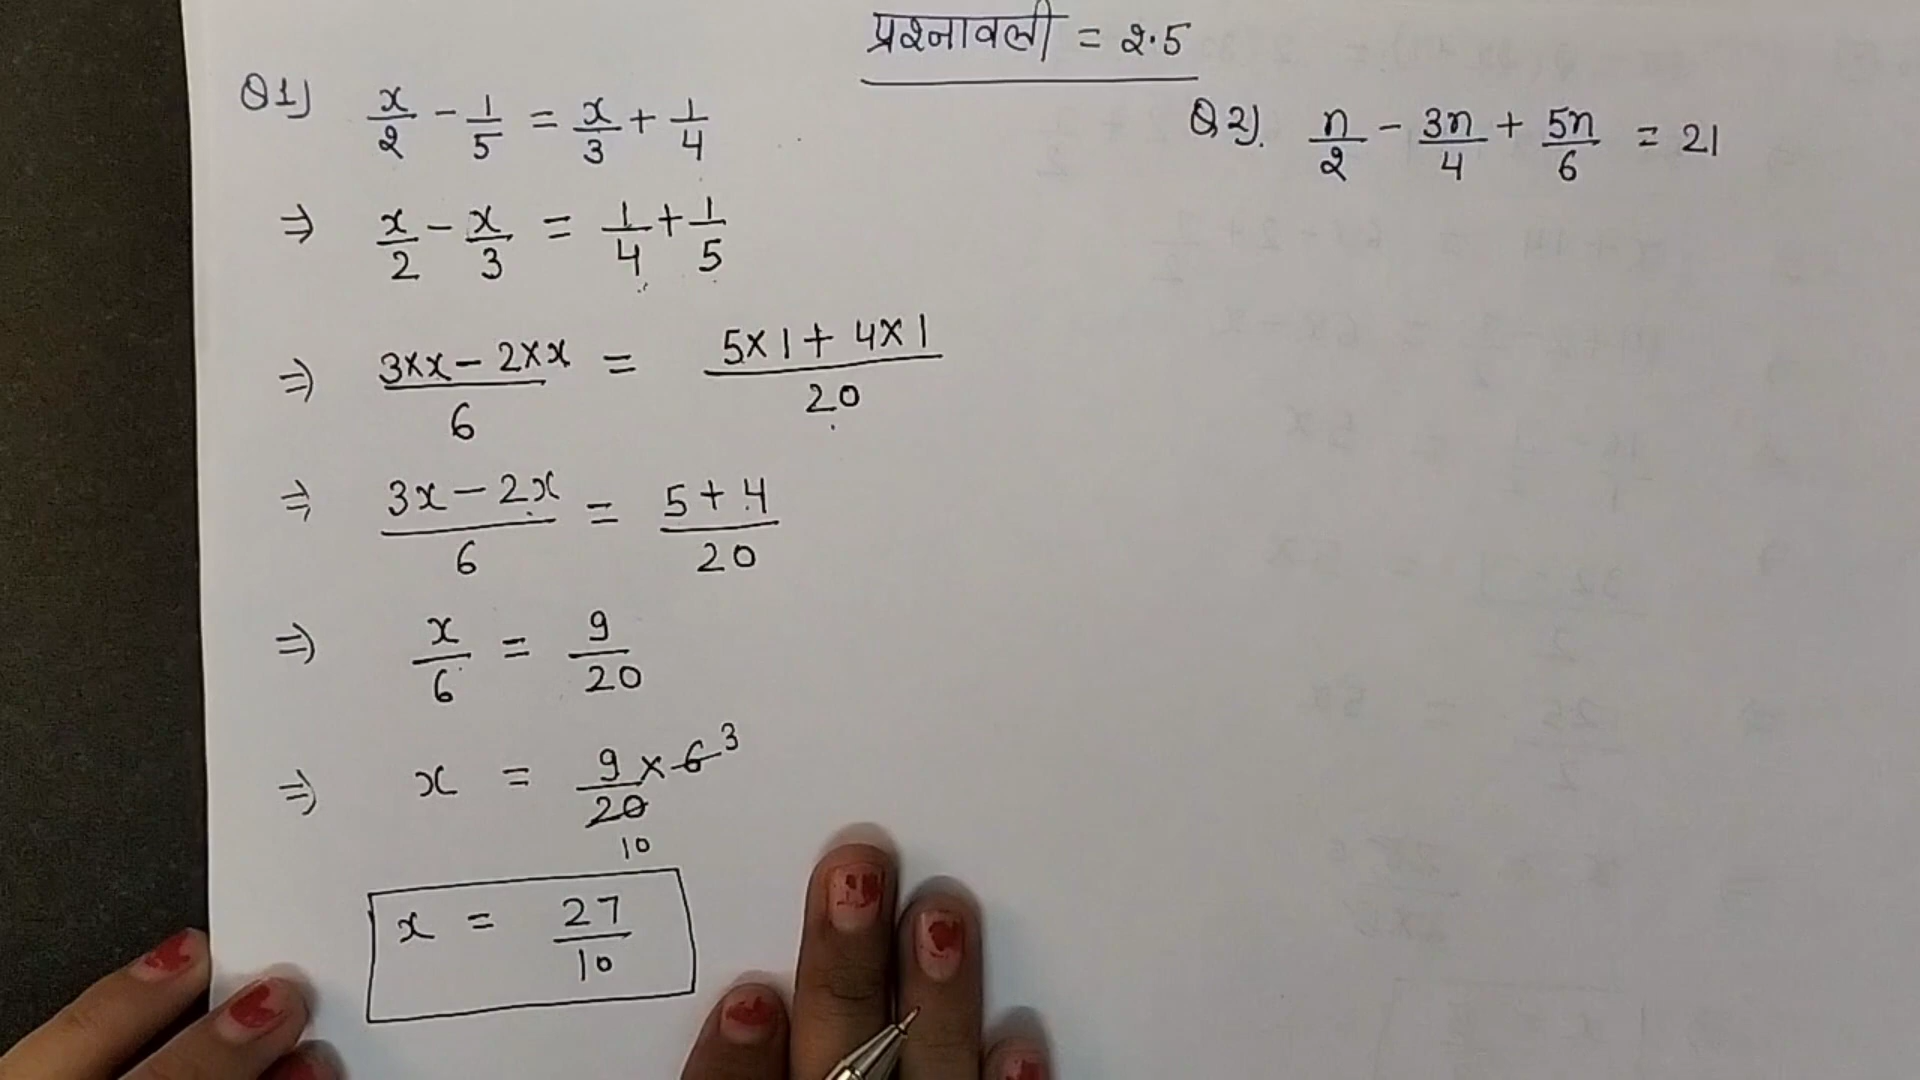 प्रश्नावली = 2.5
Q1) x/2 - 1/5 = x/3 + 1/4
⇒ x/2 - x/3 = 1/4 + 1/5
⇒ (3×x - 2×x)/6 = (5×1 + 4×1)/20
⇒ (3x - 2x)/6 = (5 + 4)/20
⇒ x/6 = 9/20
⇒ x = 9/20 × 6 3
10
x = 27/10
Q2). n/2 - 3n/4 + 5n/6 = 21